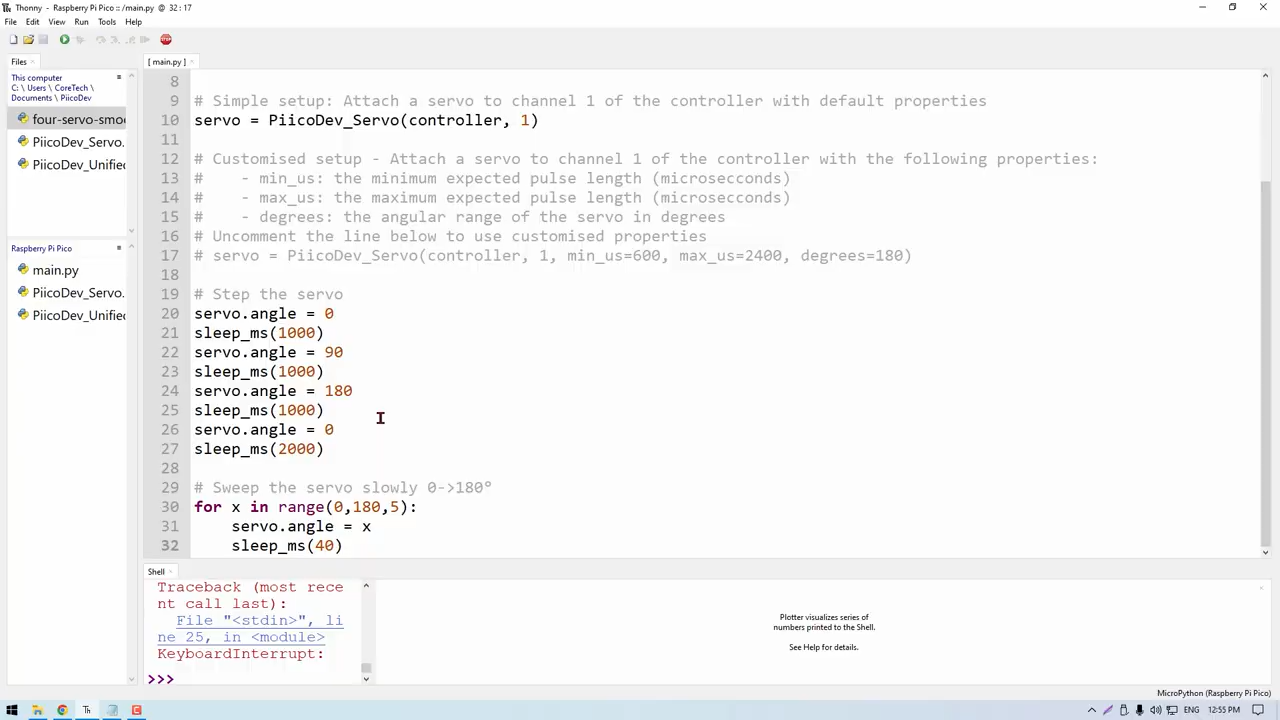 Thonny - Raspberry Pi Pico :: /main.py @ 32 : 17
File Edit View Run Tools Help
STOP
Files
[ main.py ]
This computer
C: \ Users \ CoreTech \
Documents \ PiicoDev
four-servo-smoo
PiicoDev_Servo.
PiicoDev_Unified
Raspberry Pi Pico
main.py
PiicoDev_Servo.
PiicoDev_Unified
8
9 # Simple setup: Attach a servo to channel 1 of the controller with default properties
10 servo = PiicoDev_Servo(controller, 1)
11
12 # Customised setup - Attach a servo to channel 1 of the controller with the following properties:
13 #    - min_us: the minimum expected pulse length (microsecconds)
14 #    - max_us: the maximum expected pulse length (microsecconds)
15 #    - degrees: the angular range of the servo in degrees
16 # Uncomment the line below to use customised properties
17 # servo = PiicoDev_Servo(controller, 1, min_us=600, max_us=2400, degrees=180)
18
19 # Step the servo
20 servo.angle = 0
21 sleep_ms(1000)
22 servo.angle = 90
23 sleep_ms(1000)
24 servo.angle = 180
25 sleep_ms(1000)
26 servo.angle = 0
27 sleep_ms(2000)
28
29 # Sweep the servo slowly 0->180°
30 for x in range(0,180,5):
31     servo.angle = x
32     sleep_ms(40)
Shell
Traceback (most rece
nt call last):
File "<stdin>", li
ne 25, in <module>
KeyboardInterrupt:
>>>
Plotter visualizes series of
numbers printed to the Shell.
See Help for details.
MicroPython (Raspberry Pi Pico)
ENG 12:55 PM